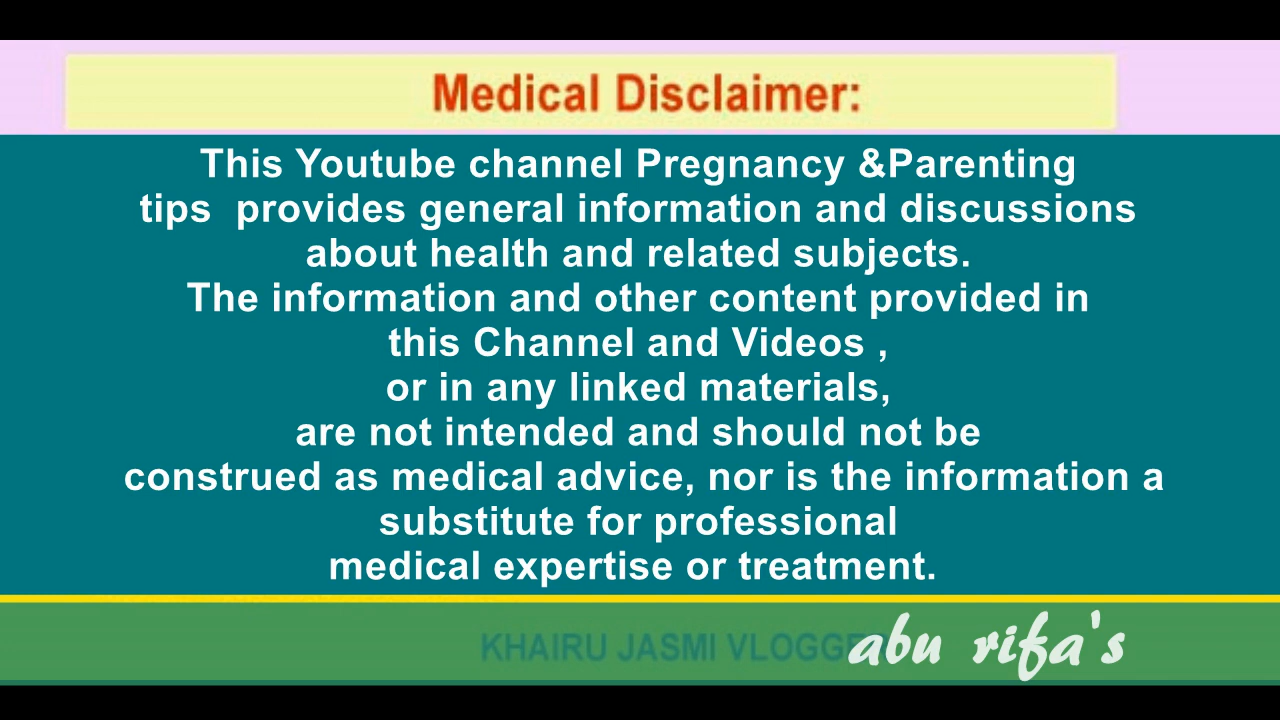 Medical Disclaimer:
This Youtube channel Pregnancy &Parenting
tips  provides general information and discussions
about health and related subjects.
The information and other content provided in
this Channel and Videos ,
or in any linked materials,
are not intended and should not be
construed as medical advice, nor is the information a
substitute for professional
medical expertise or treatment.
KHAIRU JASMI
abu rifa's